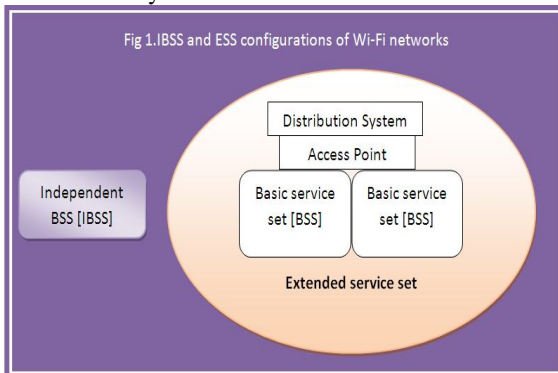 Fig 1.IBSS and ESS configurations of Wi-Fi networks
Distribution System
Access Point
Independent
BSS [IBSS]
Basic service
set [BSS]
Basic service
set [BSS]
Extended service set